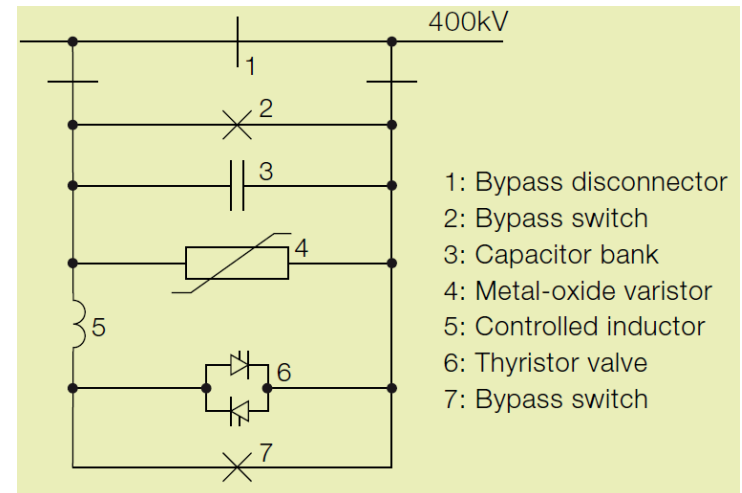 400kV
1
2
3
1: Bypass disconnector
2: Bypass switch
3: Capacitor bank
4
4: Metal-oxide varistor
5
5: Controlled inductor
6
6: Thyristor valve
7: Bypass switch
7